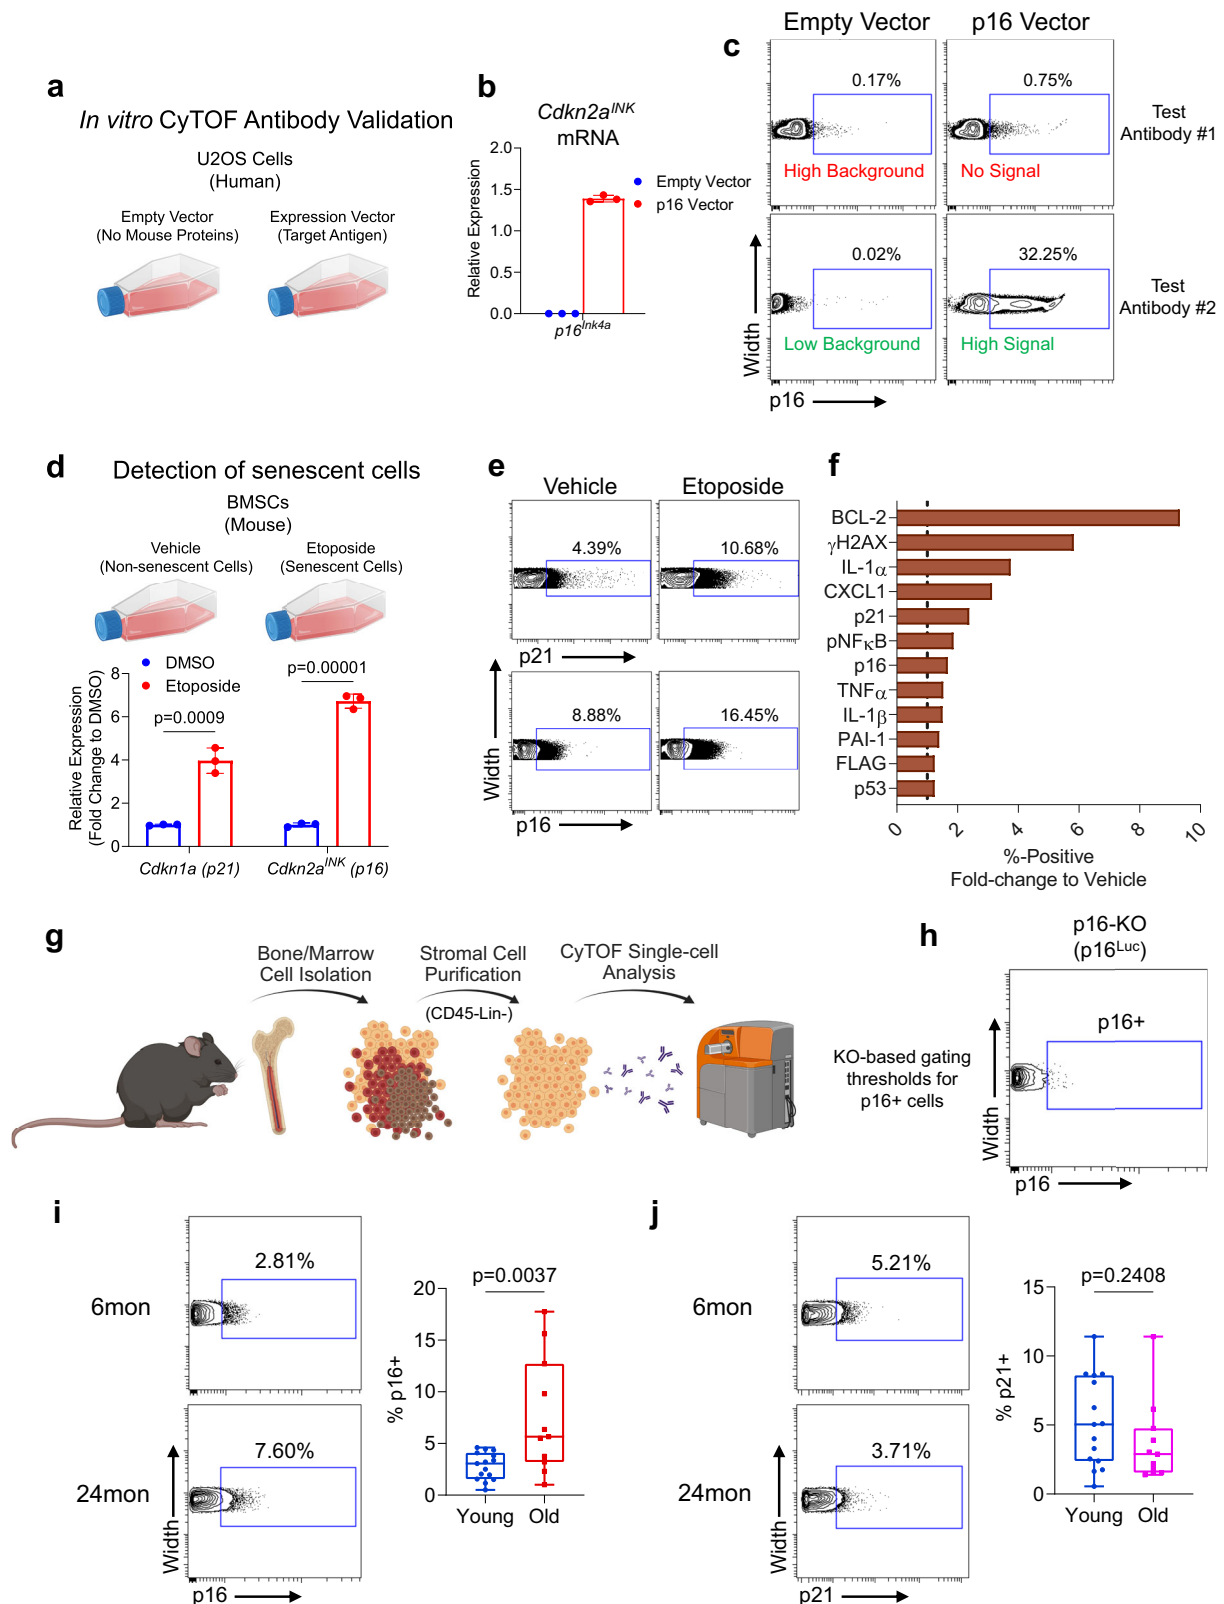 a
In vitro CyTOF Antibody Validation
U2OS Cells
(Human)
Empty Vector
(No Mouse Proteins)
Expression Vector
(Target Antigen)
b
Cdkn2a^INK
mRNA
Relative Expression
2.0
1.5
1.0
0.5
0.0
p16^Ink4a
Empty Vector
p16 Vector
c
Empty Vector
p16 Vector
0.17%
High Background
0.75%
No Signal
Test
Antibody #1
0.02%
Low Background
32.25%
High Signal
Test
Antibody #2
Width
p16
d
Detection of senescent cells
BMSCs
(Mouse)
Vehicle
(Non-senescent Cells)
Etoposide
(Senescent Cells)
DMSO
Etoposide
p=0.0009
p=0.00001
Relative Expression
(Fold Change to DMSO)
8
6
4
2
0
Cdkn1a (p21)
Cdkn2a^INK (p16)
e
Vehicle
Etoposide
4.39%
10.68%
p21
8.88%
16.45%
Width
p16
f
BCL-2
γH2AX
IL-1α
CXCL1
p21
pNFκB
p16
TNFα
IL-1β
PAI-1
FLAG
p53
0
2
4
6
8
10
%-Positive
Fold-change to Vehicle
g
Bone/Marrow
Cell Isolation
Stromal Cell
Purification
(CD45-Lin-)
CyTOF Single-cell
Analysis
h
p16-KO
(p16^Luc)
KO-based gating
thresholds for
p16+ cells
p16+
Width
p16
i
6mon
2.81%
24mon
7.60%
Width
p16
% p16+
20
15
10
5
0
p=0.0037
Young
Old
j
6mon
5.21%
24mon
3.71%
Width
p21
% p21+
15
10
5
0
p=0.2408
Young
Old